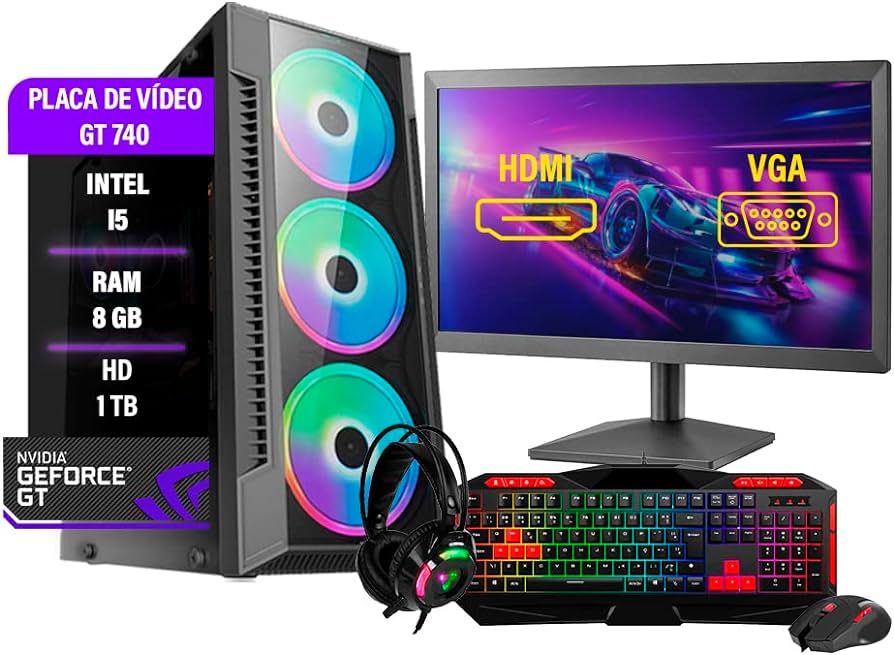 PLACA DE VÍDEO
GT 740
INTEL
I5
RAM
8 GB
HD
1 TB
NVIDIA
GEFORCE®
GT
HDMI
VGA